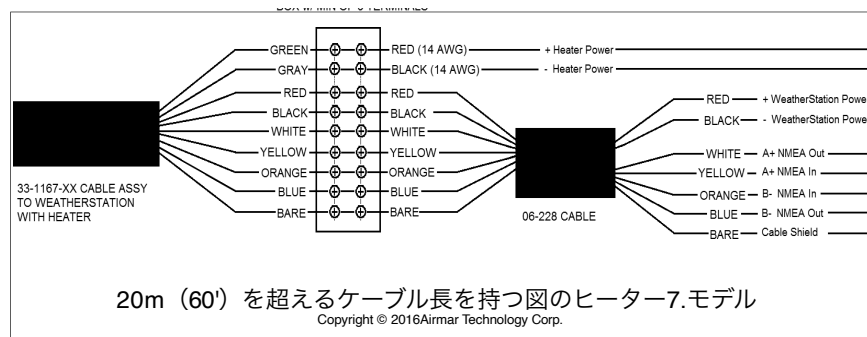 GREEN RED (14 AWG) + Heater Power
GRAY BLACK (14 AWG) - Heater Power
RED RED
BLACK BLACK
WHITE WHITE
YELLOW YELLOW
ORANGE ORANGE
BLUE BLUE
BARE BARE
RED + WeatherStation Powe
BLACK - WeatherStation Powe
WHITE A+ NMEA Out
YELLOW A+ NMEA In
ORANGE B- NMEA In
BLUE B- NMEA Out
BARE Cable Shield
33-1167-XX CABLE ASSY
TO WEATHERSTATION
WITH HEATER
06-228 CABLE
20m（60'）を超えるケーブル長を持つ図のヒーター7.モデル
Copyright © 2016Airmar Technology Corp.